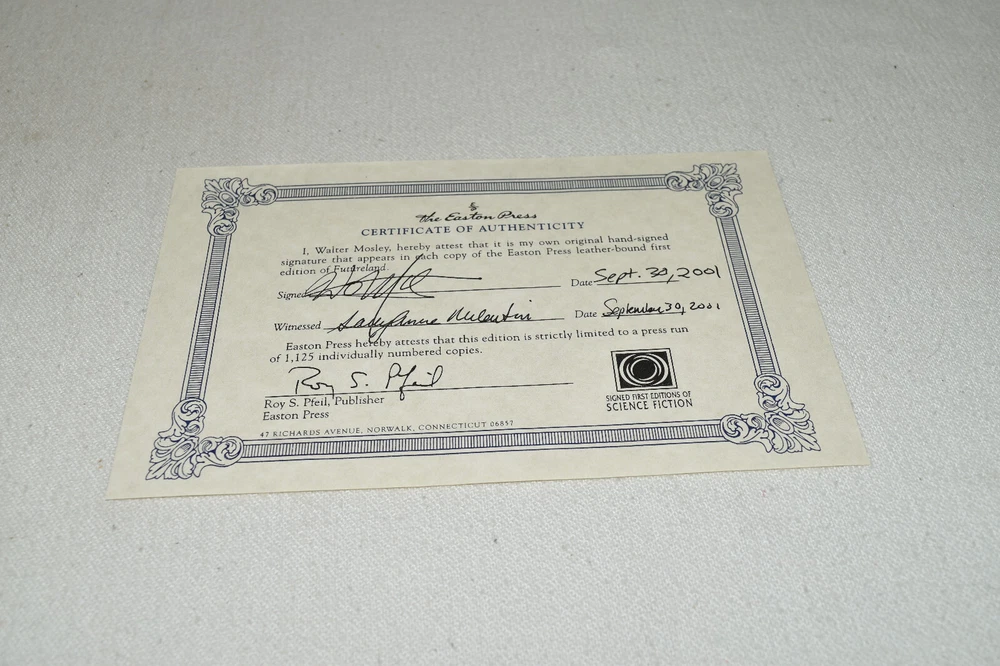 The Easton Press
CERTIFICATE OF AUTHENTICITY
I, Walter Mosley, hereby attest that it is my own original hand-signed
signature that appears in each copy of the Easton Press leather-bound first
edition of Futureland.
Signed Date Sept. 30, 2001
Witnessed Date September 30, 2001
Easton Press hereby attests that this edition is strictly limited to a press run
of 1,125 individually numbered copies.
Roy S. Pfeil
Roy S. Pfeil, Publisher
Easton Press
47 RICHARDS AVENUE, NORWALK, CONNECTICUT 06857
SIGNED FIRST EDITIONS OF
SCIENCE FICTION